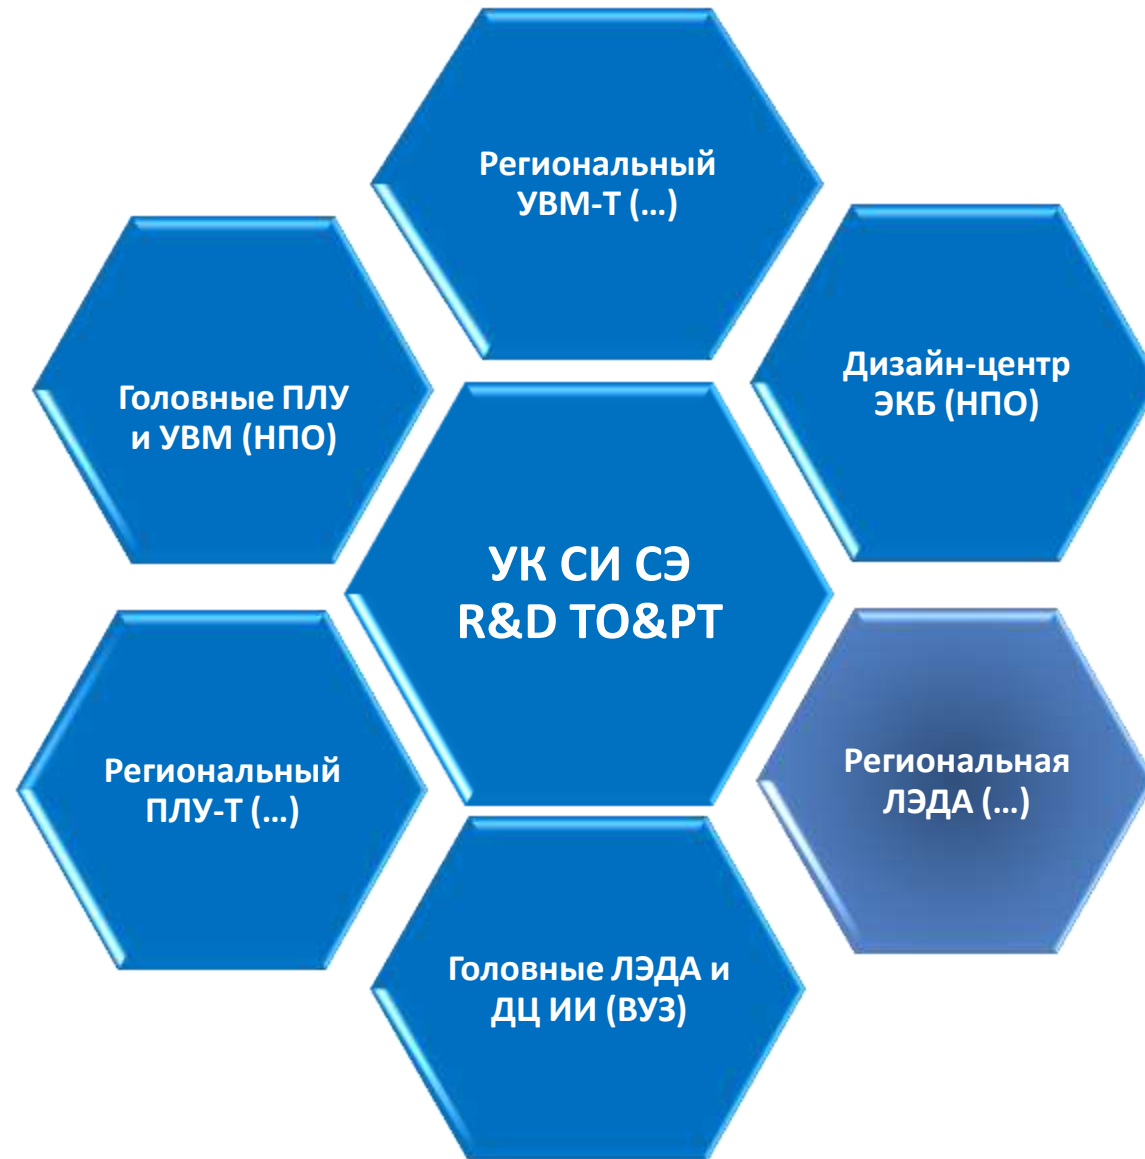 Региональный
УВМ-Т (...)
Головные ПЛУ
и УВМ (НПО)
Дизайн-центр
ЭКБ (НПО)
УК СИ СЭ
R&D TO&PT
Региональный
ПЛУ-Т (...)
Региональная
ЛЭДА (...)
Головные ЛЭДА и
ДЦ ИИ (ВУЗ)